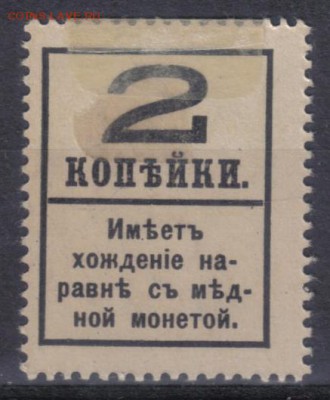 2
КОПѢЙКИ.
Имѣетъ
хожденіе на-
равнѣ съ мѣд-
ной монетой.